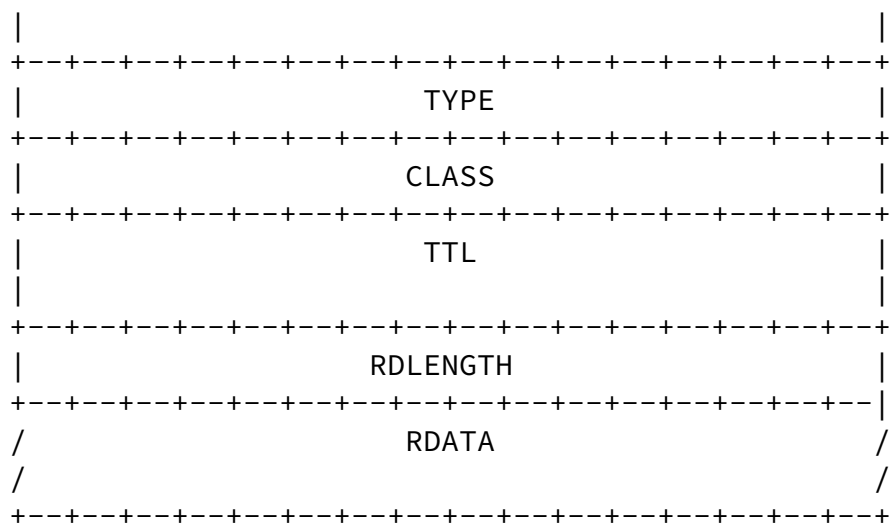 |                                               |
+--+--+--+--+--+--+--+--+--+--+--+--+--+--+--+--+
|                      TYPE                     |
+--+--+--+--+--+--+--+--+--+--+--+--+--+--+--+--+
|                     CLASS                     |
+--+--+--+--+--+--+--+--+--+--+--+--+--+--+--+--+
|                      TTL                      |
|                                               |
+--+--+--+--+--+--+--+--+--+--+--+--+--+--+--+--+
|                   RDLENGTH                    |
+--+--+--+--+--+--+--+--+--+--+--+--+--+--+--+--|
/                     RDATA                     /
/                                               /
+--+--+--+--+--+--+--+--+--+--+--+--+--+--+--+--+